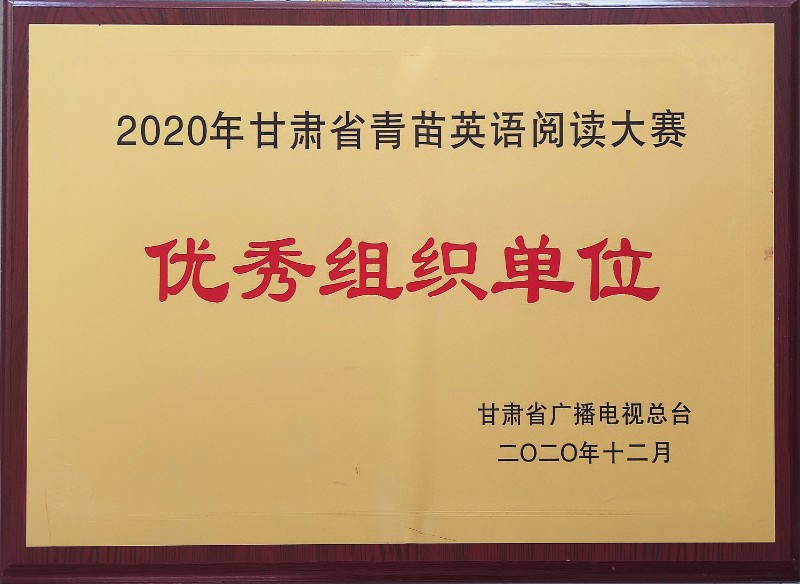 2020年甘肃省青苗英语阅读大赛
优秀组织单位
甘肃省广播电视总台
二〇二〇年十二月